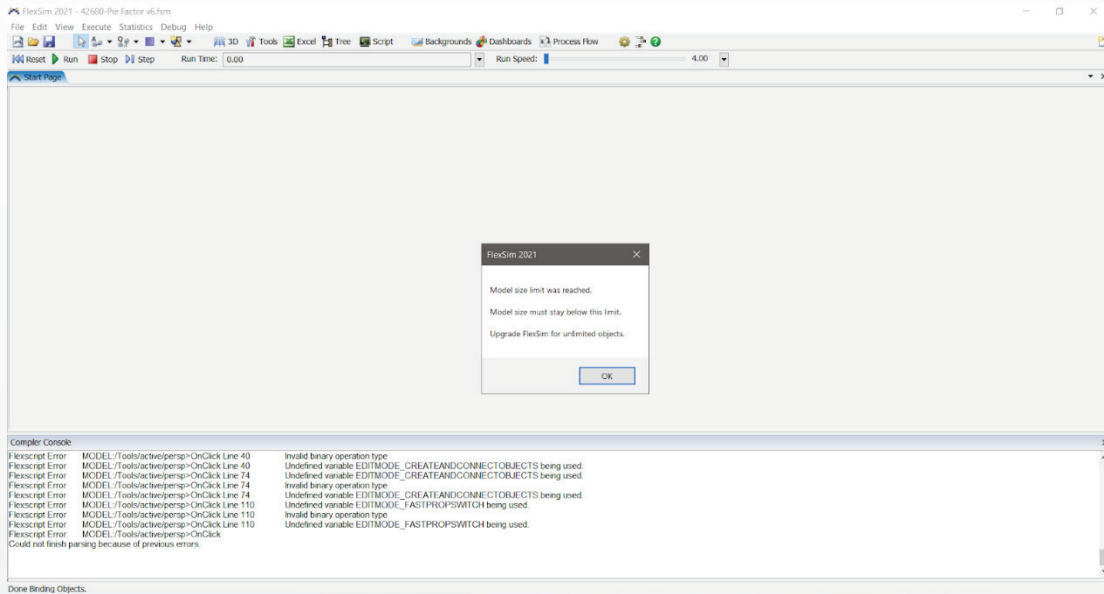 FlexSim 2021 - 42680-Pie Factor v6.fsm
File Edit View Execute Statistics Debug Help
3D Tools Excel Tree Script Backgrounds Dashboards Process Flow
Reset Run Stop Step Run Time: 0.00 Run Speed: 4.00
Start Page
FlexSim 2021
Model size limit was reached.
Model size must stay below this limit.
Upgrade FlexSim for unlimited objects.
OK
Compiler Console
Flexscript Error MODEL:/Tools/active/persp>OnClick Line 40 Invalid binary operation type
Flexscript Error MODEL:/Tools/active/persp>OnClick Line 40 Undefined variable EDITMODE_CREATEANDCONNECTOBJECTS being used.
Flexscript Error MODEL:/Tools/active/persp>OnClick Line 74 Undefined variable EDITMODE_CREATEANDCONNECTOBJECTS being used.
Flexscript Error MODEL:/Tools/active/persp>OnClick Line 74 Invalid binary operation type
Flexscript Error MODEL:/Tools/active/persp>OnClick Line 74 Undefined variable EDITMODE_CREATEANDCONNECTOBJECTS being used.
Flexscript Error MODEL:/Tools/active/persp>OnClick Line 110 Undefined variable EDITMODE_FASTPROPSWITCH being used.
Flexscript Error MODEL:/Tools/active/persp>OnClick Line 110 Invalid binary operation type
Flexscript Error MODEL:/Tools/active/persp>OnClick Line 110 Undefined variable EDITMODE_FASTPROPSWITCH being used.
Flexscript Error MODEL:/Tools/active/persp>OnClick
Could not finish parsing because of previous errors.
Done Binding Objects.